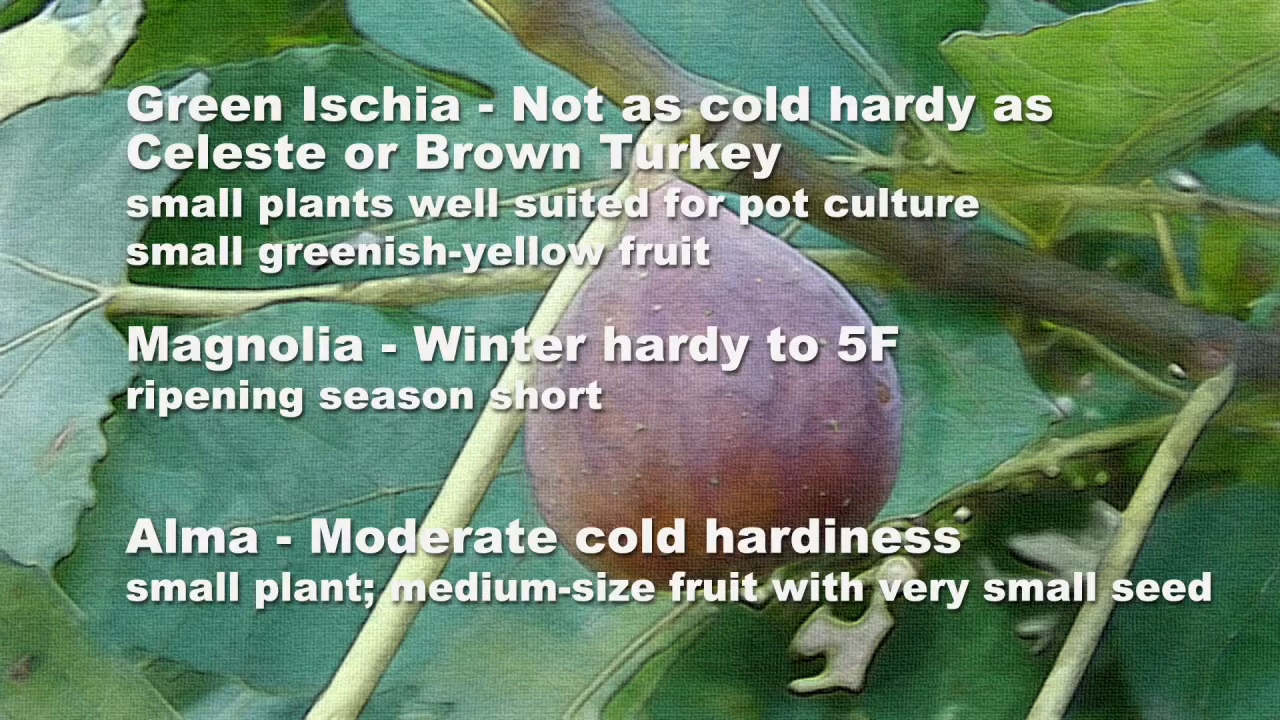 Green Ischia - Not as cold hardy as
Celeste or Brown Turkey
small plants well suited for pot culture
small greenish-yellow fruit
Magnolia - Winter hardy to 5F
ripening season short
Alma - Moderate cold hardiness
small plant; medium-size fruit with very small seed